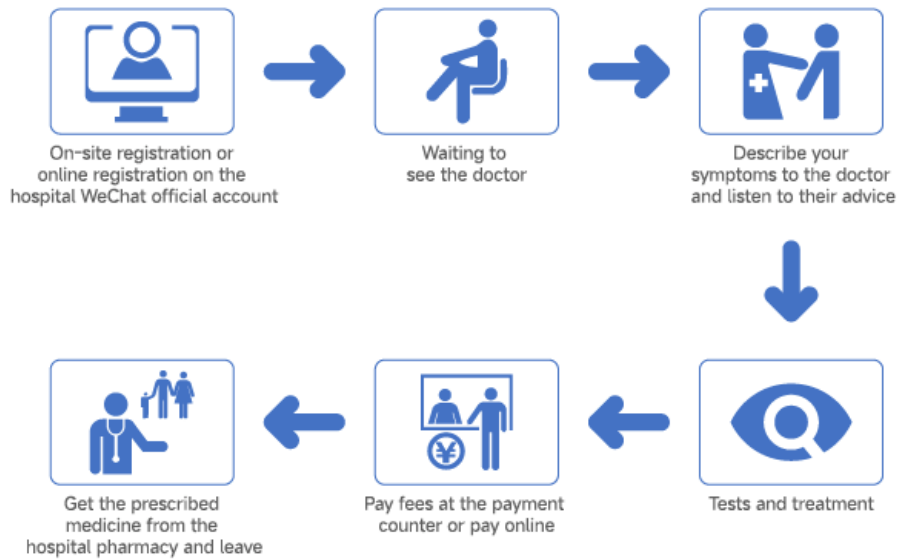 On-site registration or
online registration on the
hospital WeChat official account
Waiting to
see the doctor
Describe your
symptoms to the doctor
and listen to their advice
Tests and treatment
¥
Pay fees at the payment
counter or pay online
Get the prescribed
medicine from the
hospital pharmacy and leave